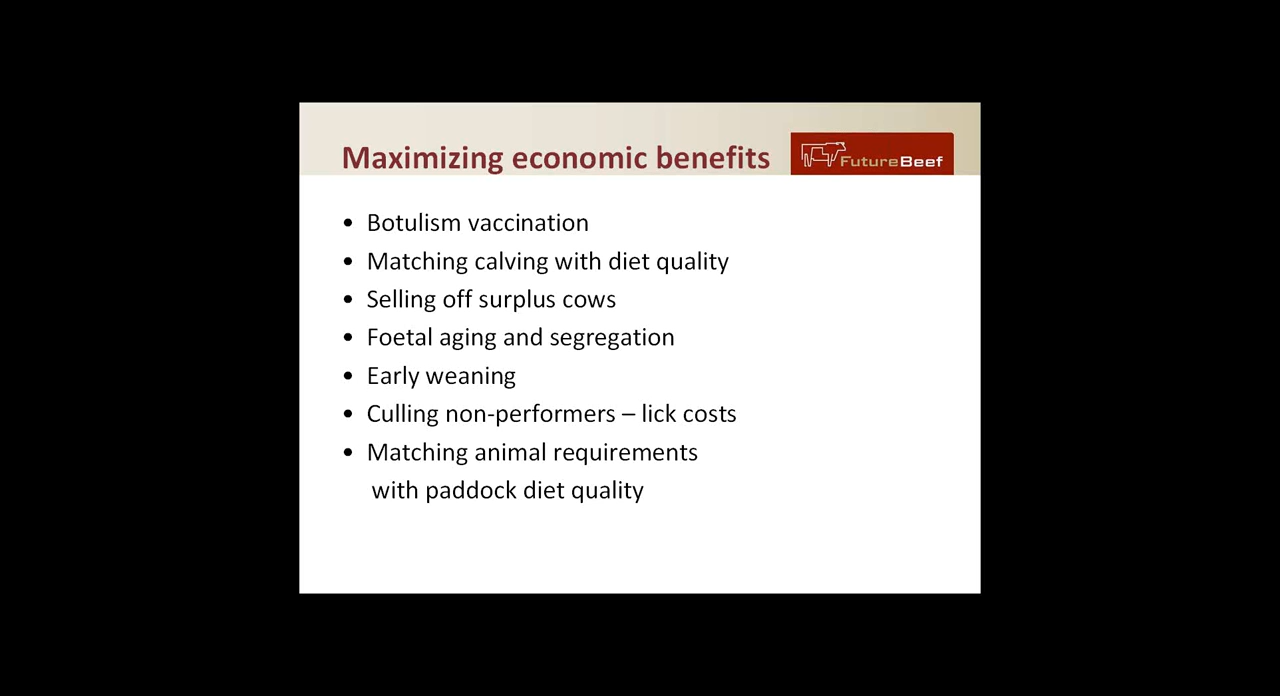 Maximizing economic benefits
FutureBeef
• Botulism vaccination
• Matching calving with diet quality
• Selling off surplus cows
• Foetal aging and segregation
• Early weaning
• Culling non-performers – lick costs
• Matching animal requirements
with paddock diet quality